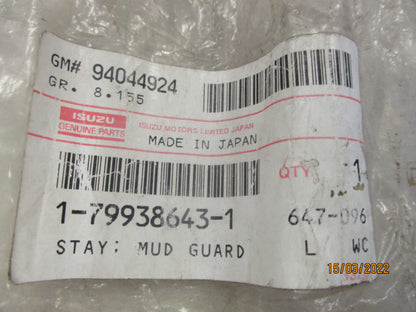 GM# 94044924
GR. 8.155
ISUZU
GENUINE PARTS
ISUZU MOTORS LIMITED JAPAN
MADE IN JAPAN
QTY 1
1-79938643-1 647-096
STAY; MUD GUARD L WC
15/03/2022